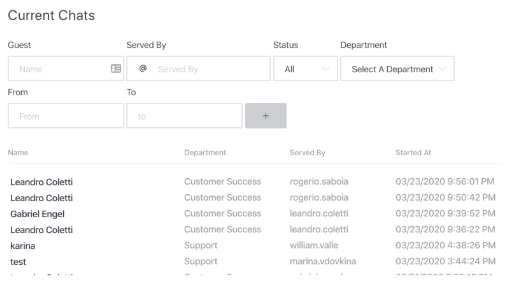 Current Chats
Guest Served By Status Department
Name @ Served By All Select A Department
From To
From to +
Name Department Served By Started At
Leandro Coletti Customer Success rogerio.saboia 03/23/2020 9:56:01 PM
Leandro Coletti Customer Success rogerio.saboia 03/23/2020 9:50:42 PM
Gabriel Engel Customer Success leandro.coletti 03/23/2020 9:39:52 PM
Leandro Coletti Customer Success leandro.coletti 03/23/2020 9:36:22 PM
karina Support william.valle 03/23/2020 4:38:26 PM
test Support marina.vdovkina 03/23/2020 3:44:24 PM